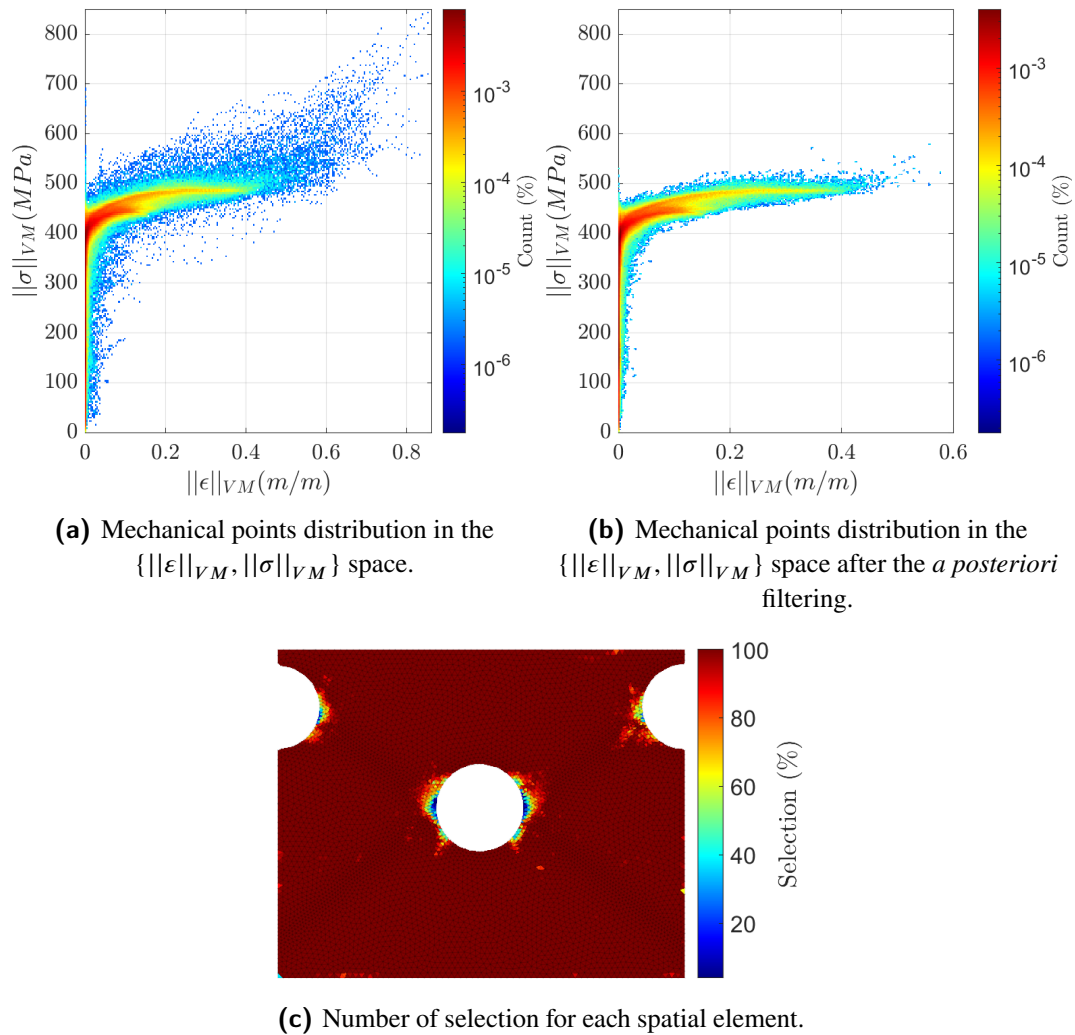 800
700
600
500
400
300
200
100
0
||σ||VM(MPa)
0 0.2 0.4 0.6 0.8
||ϵ||VM(m/m)
10-3
10-4
10-5
10-6
Count (%)
800
700
600
500
400
300
200
100
0
||σ||VM(MPa)
0 0.2 0.4 0.6
||ϵ||VM(m/m)
10-3
10-4
10-5
10-6
Count (%)
(a) Mechanical points distribution in the
{||ε||VM, ||σ||VM} space.
(b) Mechanical points distribution in the
{||ε||VM, ||σ||VM} space after the a posteriori
filtering.
100
80
60
40
20
Selection (%)
(c) Number of selection for each spatial element.